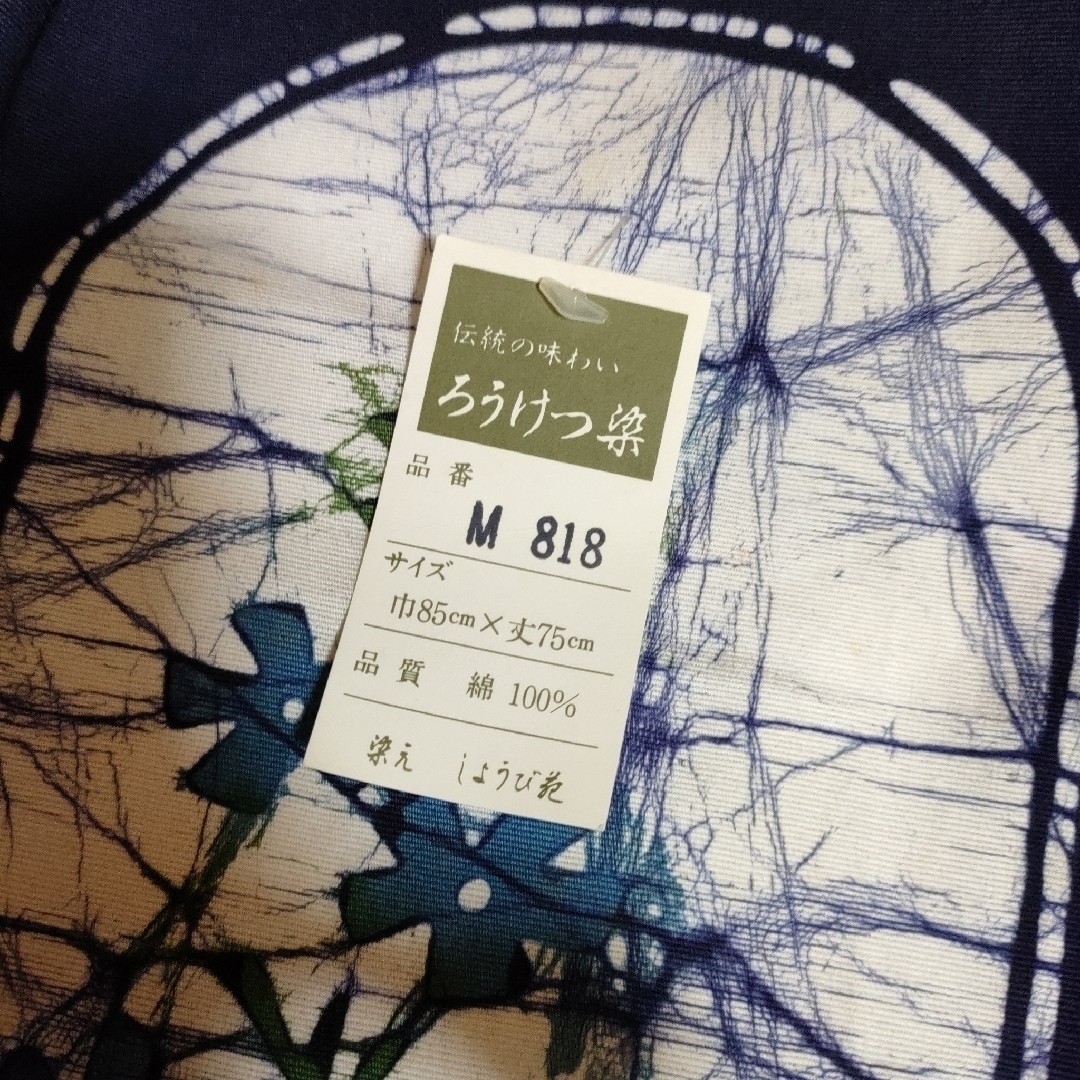 伝統の味わい
ろうけつ染
品番
M 818
サイズ
巾85cm×丈75cm
品質 綿 100%
染元 しようび苑